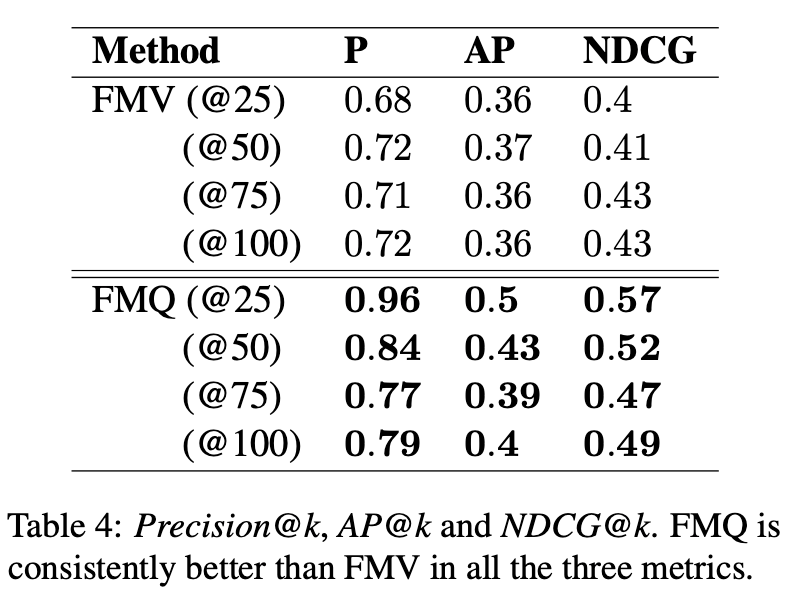 Method P AP NDCG
FMV (@25) 0.68 0.36 0.4
(@50) 0.72 0.37 0.41
(@75) 0.71 0.36 0.43
(@100) 0.72 0.36 0.43
FMQ (@25) 0.96 0.5 0.57
(@50) 0.84 0.43 0.52
(@75) 0.77 0.39 0.47
(@100) 0.79 0.4 0.49
Table 4: Precision@k, AP@k and NDCG@k. FMQ is
consistently better than FMV in all the three metrics.